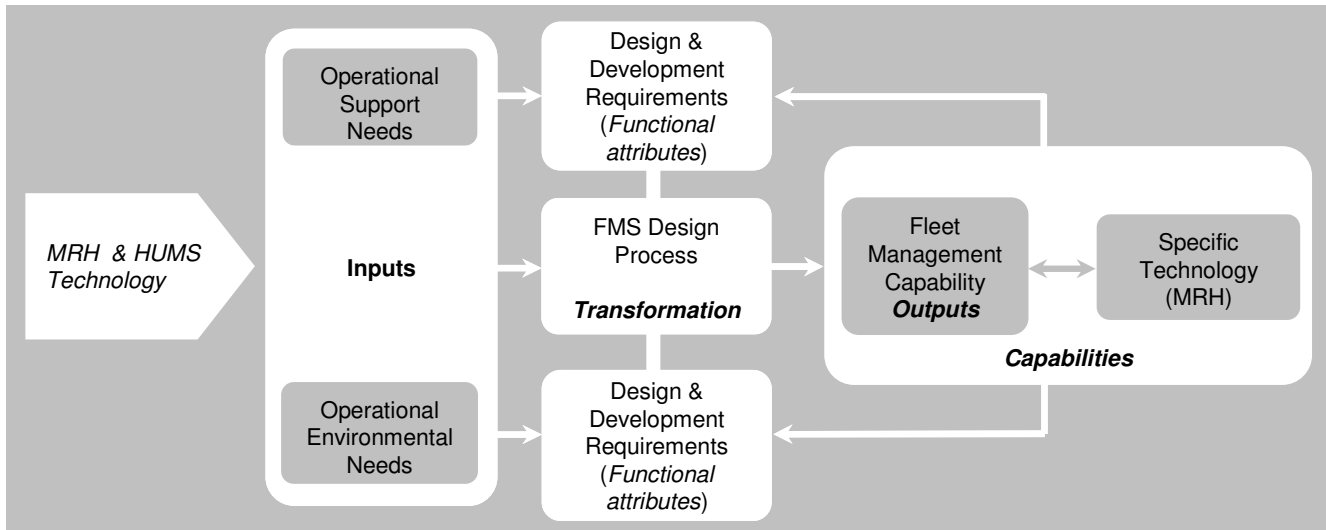 MRH & HUMS
Technology
Operational
Support
Needs
Inputs
Operational
Environmental
Needs
Design &
Development
Requirements
(Functional
attributes)
FMS Design
Process
Transformation
Design &
Development
Requirements
(Functional
attributes)
Fleet
Management
Capability
Outputs
Specific
Technology
(MRH)
Capabilities